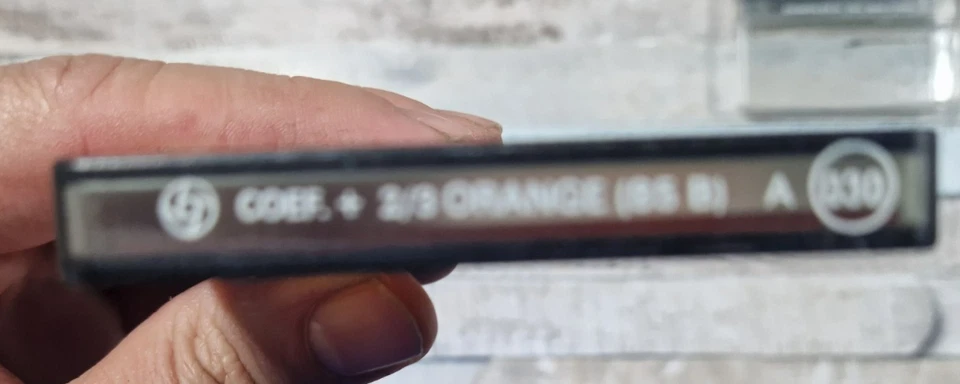 COEF. + 2/3 ORANGE (85 B) A 030